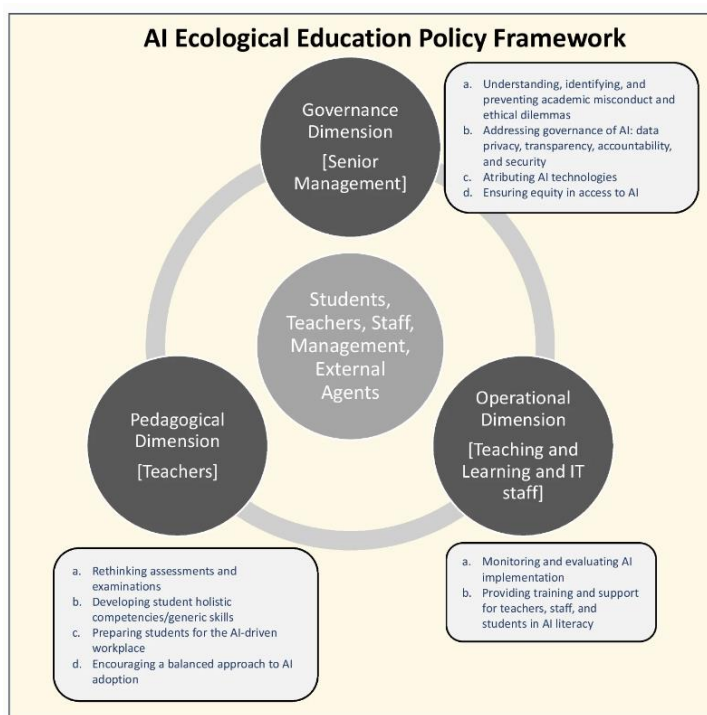 AI Ecological Education Policy Framework
Governance
Dimension
[Senior
Management]
a. Understanding, identifying, and
preventing academic misconduct and
ethical dilemmas
b. Addressing governance of AI: data
privacy, transparency, accountability,
and security
c. Atributing AI technologies
d. Ensuring equity in access to AI
Students,
Teachers, Staff,
Management,
External
Agents
Pedagogical
Dimension
[Teachers]
Operational
Dimension
[Teaching and
Learning and IT
staff]
a. Rethinking assessments and
examinations
b. Developing student holistic
competencies/generic skills
c. Preparing students for the AI-driven
workplace
d. Encouraging a balanced approach to AI
adoption
a. Monitoring and evaluating AI
implementation
b. Providing training and support
for teachers, staff, and
students in AI literacy